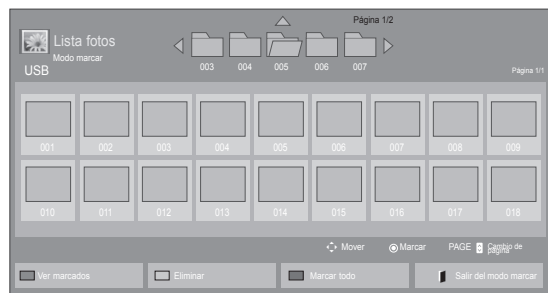 Página 1/2
Lista fotos
Modo marcar
USB
003 004 005 006 007
Página 1/1
001 002 003 004 005 006 007 008 009
010 011 012 013 014 015 016 017 018
Mover Marcar PAGE Cambio de página
Ver marcados Eliminar Marcar todo Salir del modo marcar